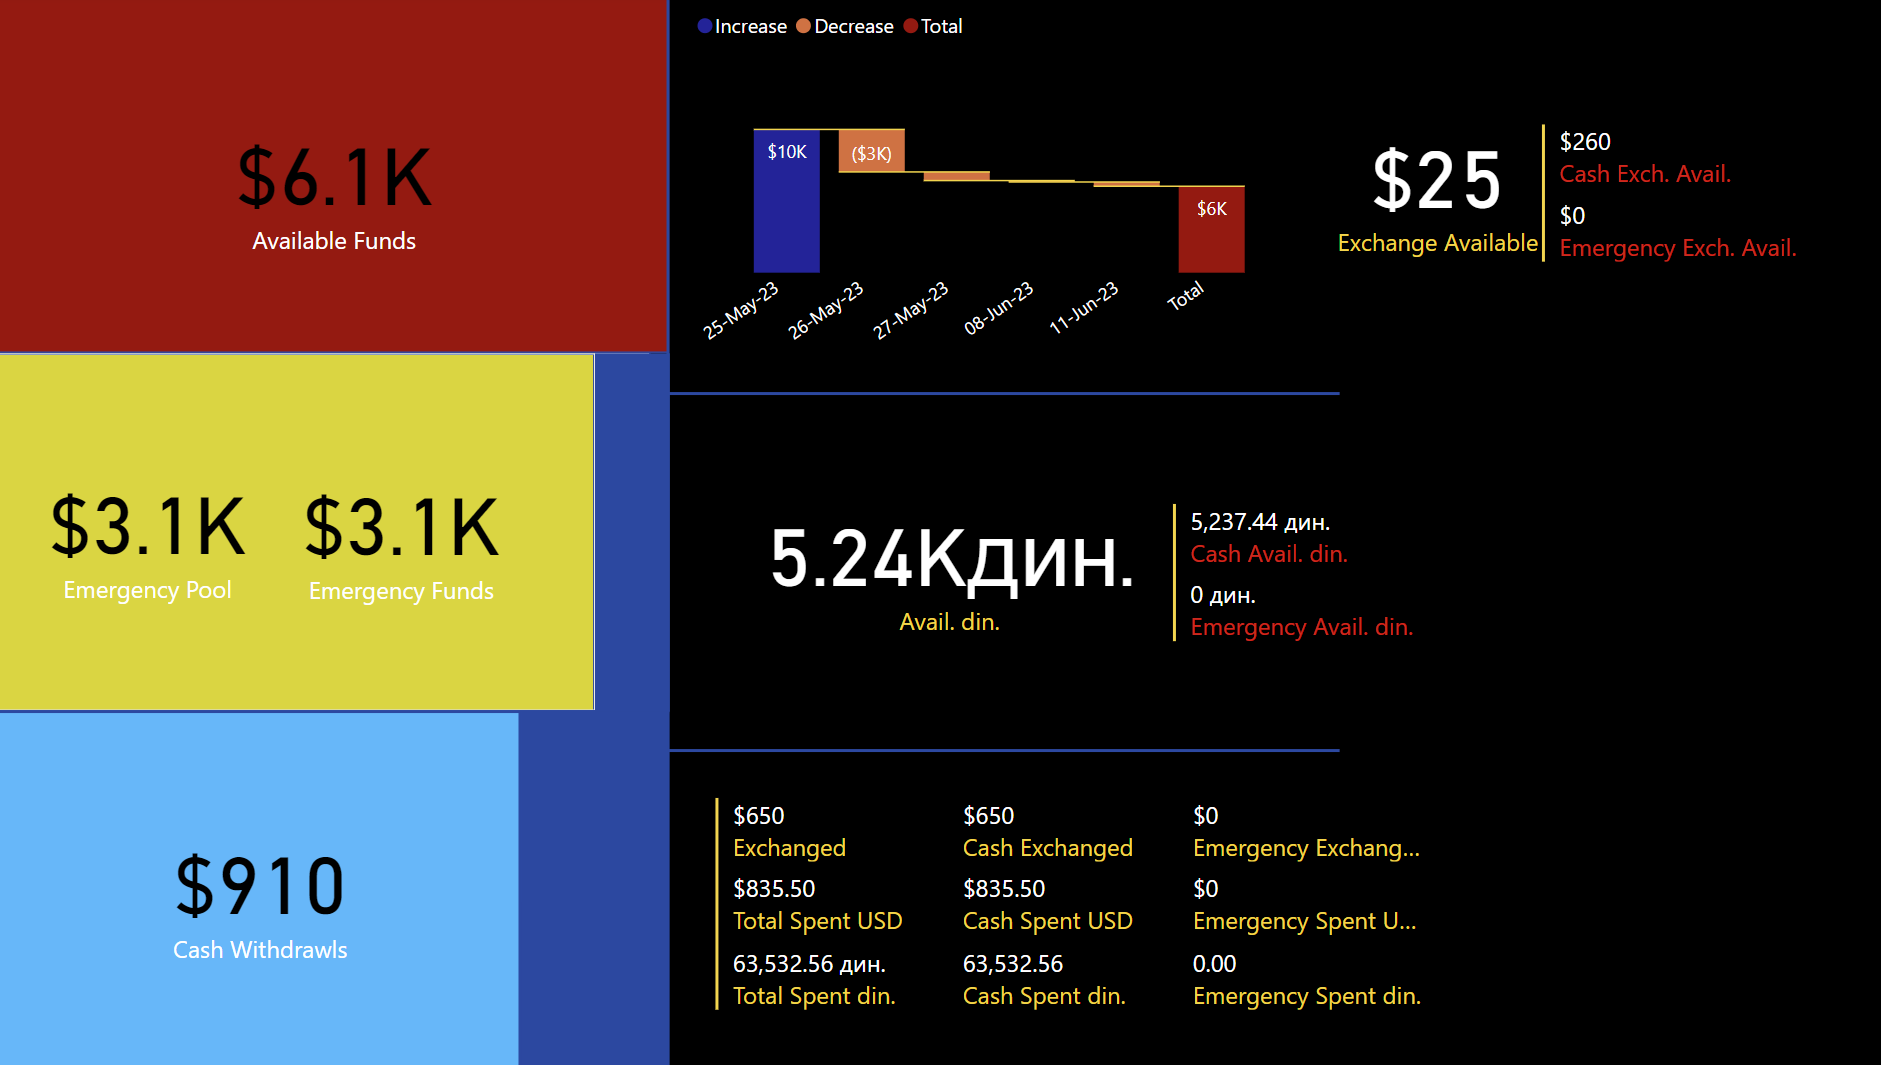 $6.1K
Available Funds
$3.1K
Emergency Pool
$3.1K
Emergency Funds
$910
Cash Withdrawls
Increase Decrease Total
$10K
($3K)
$6K
25-May-23
26-May-23
27-May-23
08-Jun-23
11-Jun-23
Total
$25
Exchange Available
$260
Cash Exch. Avail.
$0
Emergency Exch. Avail.
5.24Kдин.
Avail. din.
5,237.44 дин.
Cash Avail. din.
0 дин.
Emergency Avail. din.
$650
Exchanged
$650
Cash Exchanged
$0
Emergency Exchang...
$835.50
Total Spent USD
$835.50
Cash Spent USD
$0
Emergency Spent U...
63,532.56 дин.
Total Spent din.
63,532.56
Cash Spent din.
0.00
Emergency Spent din.